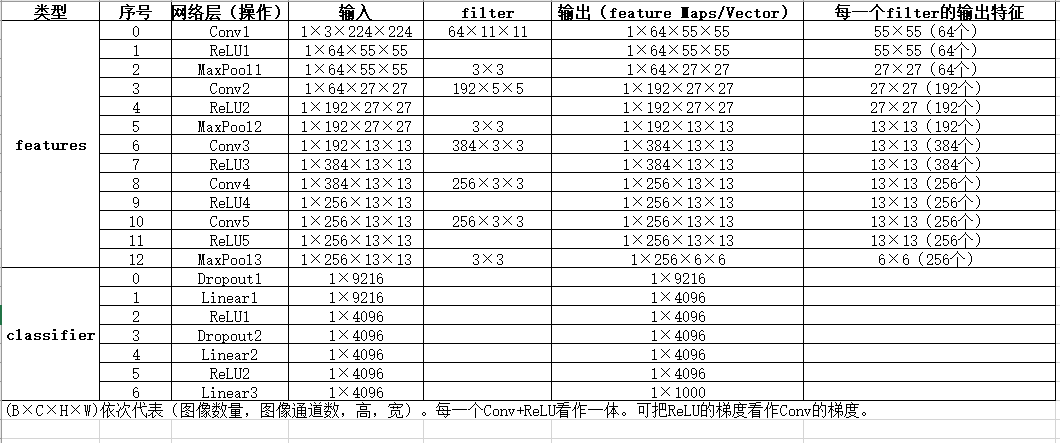 类型 序号 网络层（操作） 输入 filter 输出（feature Maps/Vector） 每一个filter的输出特征
0 Conv1 1×3×224×224 64×11×11 1×64×55×55 55×55（64个）
1 ReLU1 1×64×55×55 1×64×55×55 55×55（64个）
2 MaxPool1 1×64×55×55 3×3 1×64×27×27 27×27（64个）
3 Conv2 1×64×27×27 192×5×5 1×192×27×27 27×27（192个）
4 ReLU2 1×192×27×27 1×192×27×27 27×27（192个）
5 MaxPool2 1×192×27×27 3×3 1×192×13×13 13×13（192个）
features 6 Conv3 1×192×13×13 384×3×3 1×384×13×13 13×13（384个）
7 ReLU3 1×384×13×13 1×384×13×13 13×13（384个）
8 Conv4 1×384×13×13 256×3×3 1×256×13×13 13×13（256个）
9 ReLU4 1×256×13×13 1×256×13×13 13×13（256个）
10 Conv5 1×256×13×13 256×3×3 1×256×13×13 13×13（256个）
11 ReLU5 1×256×13×13 1×256×13×13 13×13（256个）
12 MaxPool3 1×256×13×13 3×3 1×256×6×6 6×6（256个）
0 Dropout1 1×9216 1×9216
1 Linear1 1×9216 1×4096
2 ReLU1 1×4096 1×4096
classifier 3 Dropout2 1×4096 1×4096
4 Linear2 1×4096 1×4096
5 ReLU2 1×4096 1×4096
6 Linear3 1×4096 1×1000
(B×C×H×W)依次代表（图像数量，图像通道数，高，宽）。每一个Conv+ReLU看作一体。可把ReLU的梯度看作Conv的梯度。